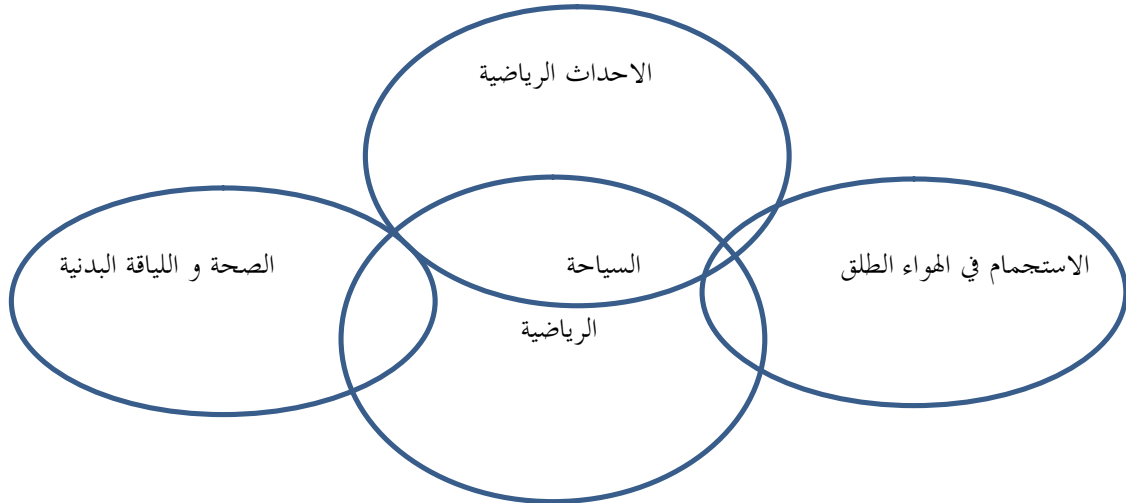 الاحداث الرياضية
الاستجمام في الهواء الطلق
السياحة
الرياضية
الصحة و اللياقة البدنية